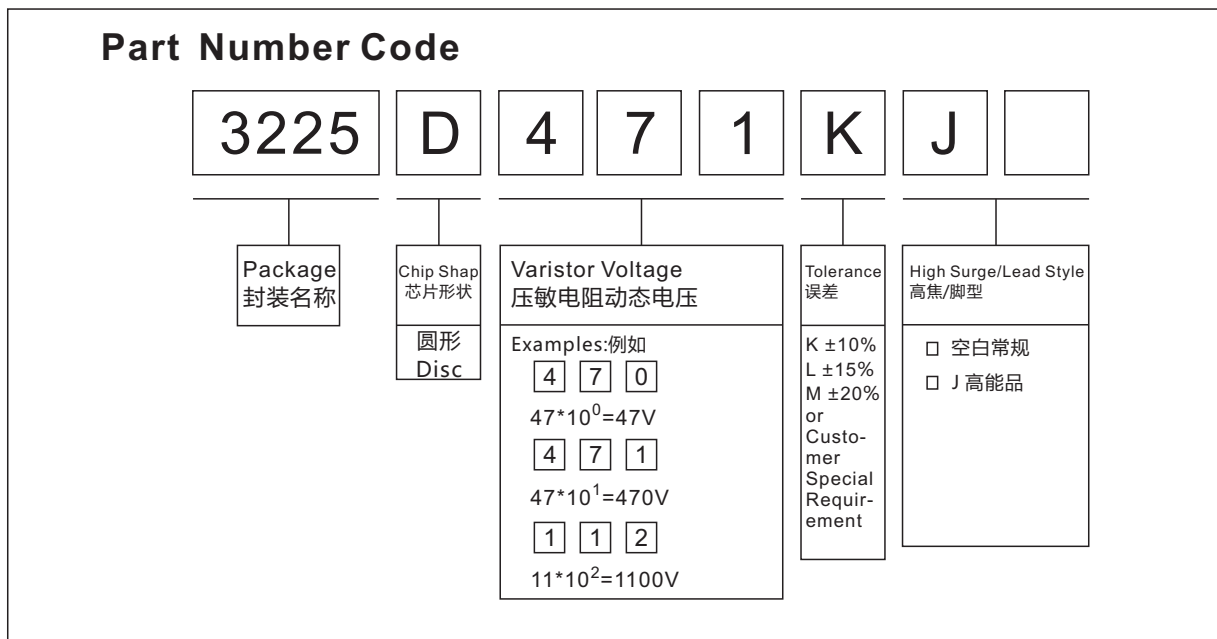 Part Number Code
3225 D 4 7 1 K J
Package
封装名称
Chip Shap
芯片形状
圆形
Disc
Varistor Voltage
压敏电阻动态电压
Examples:例如
4 7 0
47*10⁰=47V
4 7 1
47*10¹=470V
1 1 2
11*10²=1100V
Tolerance
误差
K ±10%
L ±15%
M ±20%
or
Custo-
mer
Special
Requir-
ement
High Surge/Lead Style
高焦/脚型
□ 空白常规
□ J 高能品